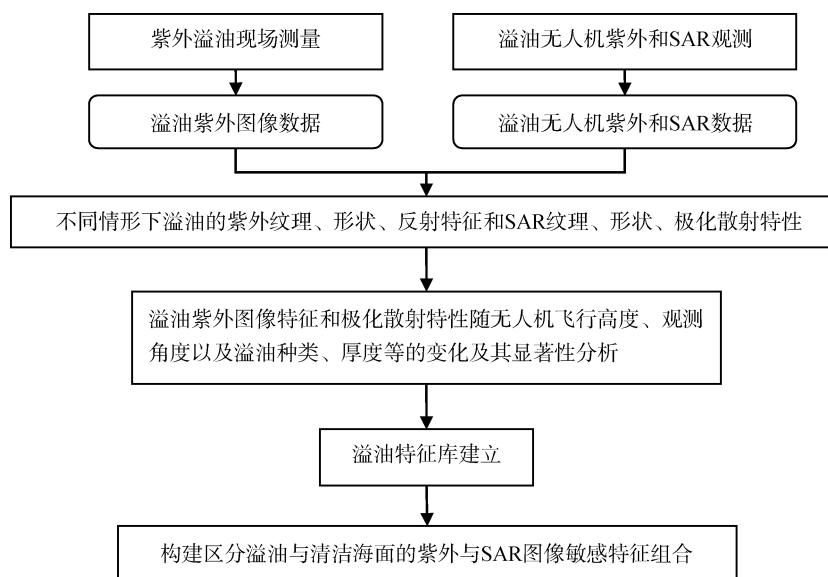 紫外溢油现场测量
溢油无人机紫外和SAR观测
溢油紫外图像数据
溢油无人机紫外和SAR数据
不同情形下溢油的紫外纹理、形状、反射特征和SAR纹理、形状、极化散射特性
溢油紫外图像特征和极化散射特性随无人机飞行高度、观测
角度以及溢油种类、厚度等的变化及其显著性分析
溢油特征库建立
构建区分溢油与清洁海面的紫外与SAR图像敏感特征组合